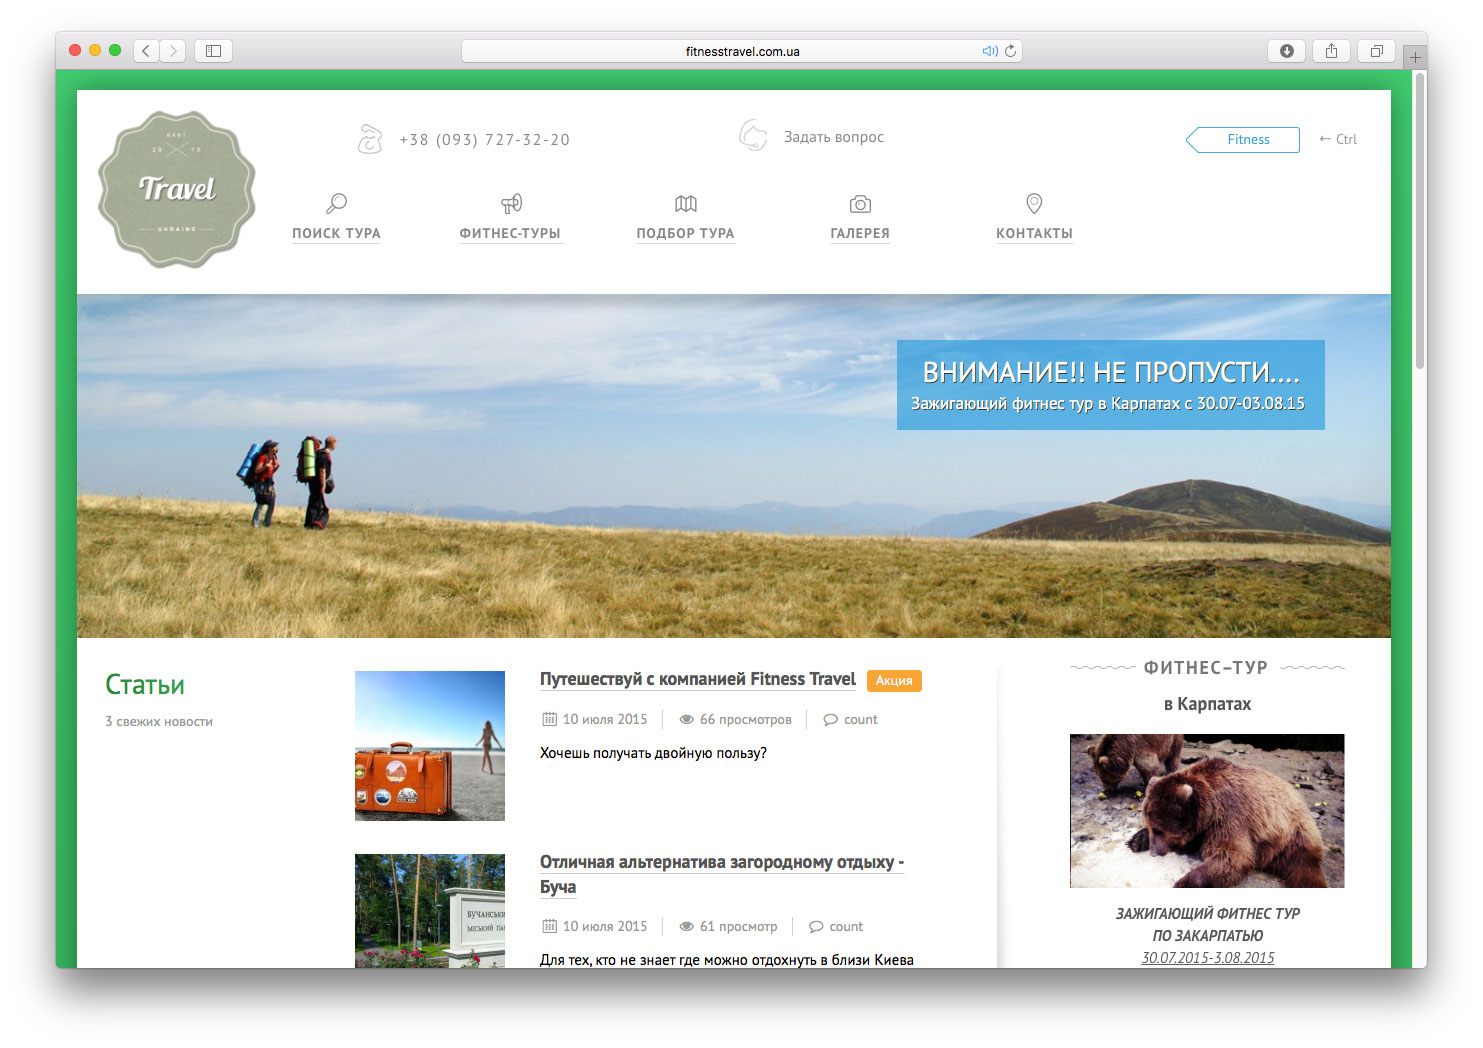 fitnesstravel.com.ua
EAST
20 10
Travel
UKRAINE
+38 (093) 727-32-20
Задать вопрос
Fitness
← Ctrl
ПОИСК ТУРА
ФИТНЕС-ТУРЫ
ПОДБОР ТУРА
ГАЛЕРЕЯ
КОНТАКТЫ
ВНИМАНИЕ!! НЕ ПРОПУСТИ....
Зажигающий фитнес тур в Карпатах с 30.07-03.08.15
Статьи
3 свежих новости
Путешествуй с компанией Fitness Travel
Акция
10 июля 2015
66 просмотров
count
Хочешь получать двойную пользу?
Отличная альтернатива загородному отдыху -
Буча
10 июля 2015
61 просмотр
count
Для тех, кто не знает где можно отдохнуть в близи Киева
БУЧАНСЬК
МІСЬКИЙ ПА
ФИТНЕС-ТУР
в Карпатах
ЗАЖИГАЮЩИЙ ФИТНЕС ТУР
ПО ЗАКАРПАТЬЮ
30.07.2015-3.08.2015